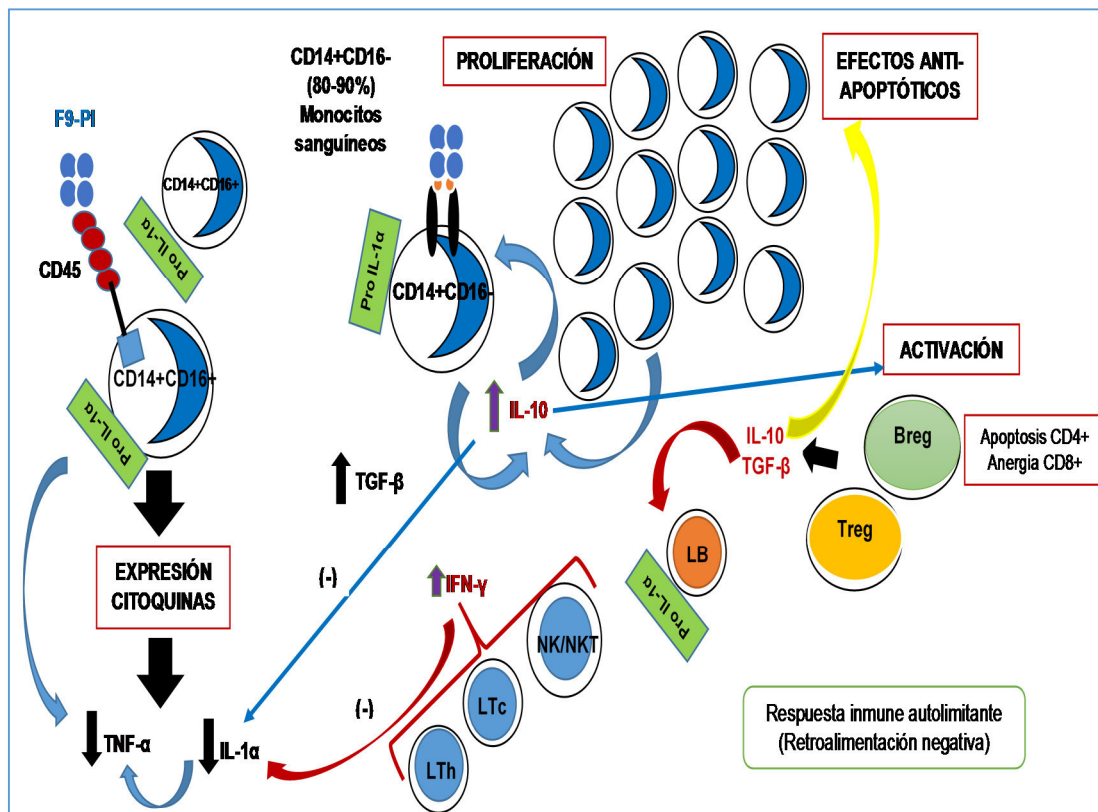 CD14+CD16-
(80-90%)
Monocitos
sanguíneos
PROLIFERACIÓN
EFECTOS ANTI-
APOPTÓTICOS
F9-PI
CD14+CD16+
Pro IL-1α
CD45
Pro IL-1α
CD14+CD16-
CD14+CD16+
Pro IL-1α
ACTIVACIÓN
IL-10
IL-10
TGF-β
Breg
Apoptosis CD4+
Anergia CD8+
TGF-β
Treg
LB
Pro IL-1α
EXPRESIÓN
CITOQUINAS
(-)
IFN-γ
NK/NKT
LTc
(-)
LTh
TNF-α
IL-1α
Respuesta inmune autolimitante
(Retroalimentación negativa)